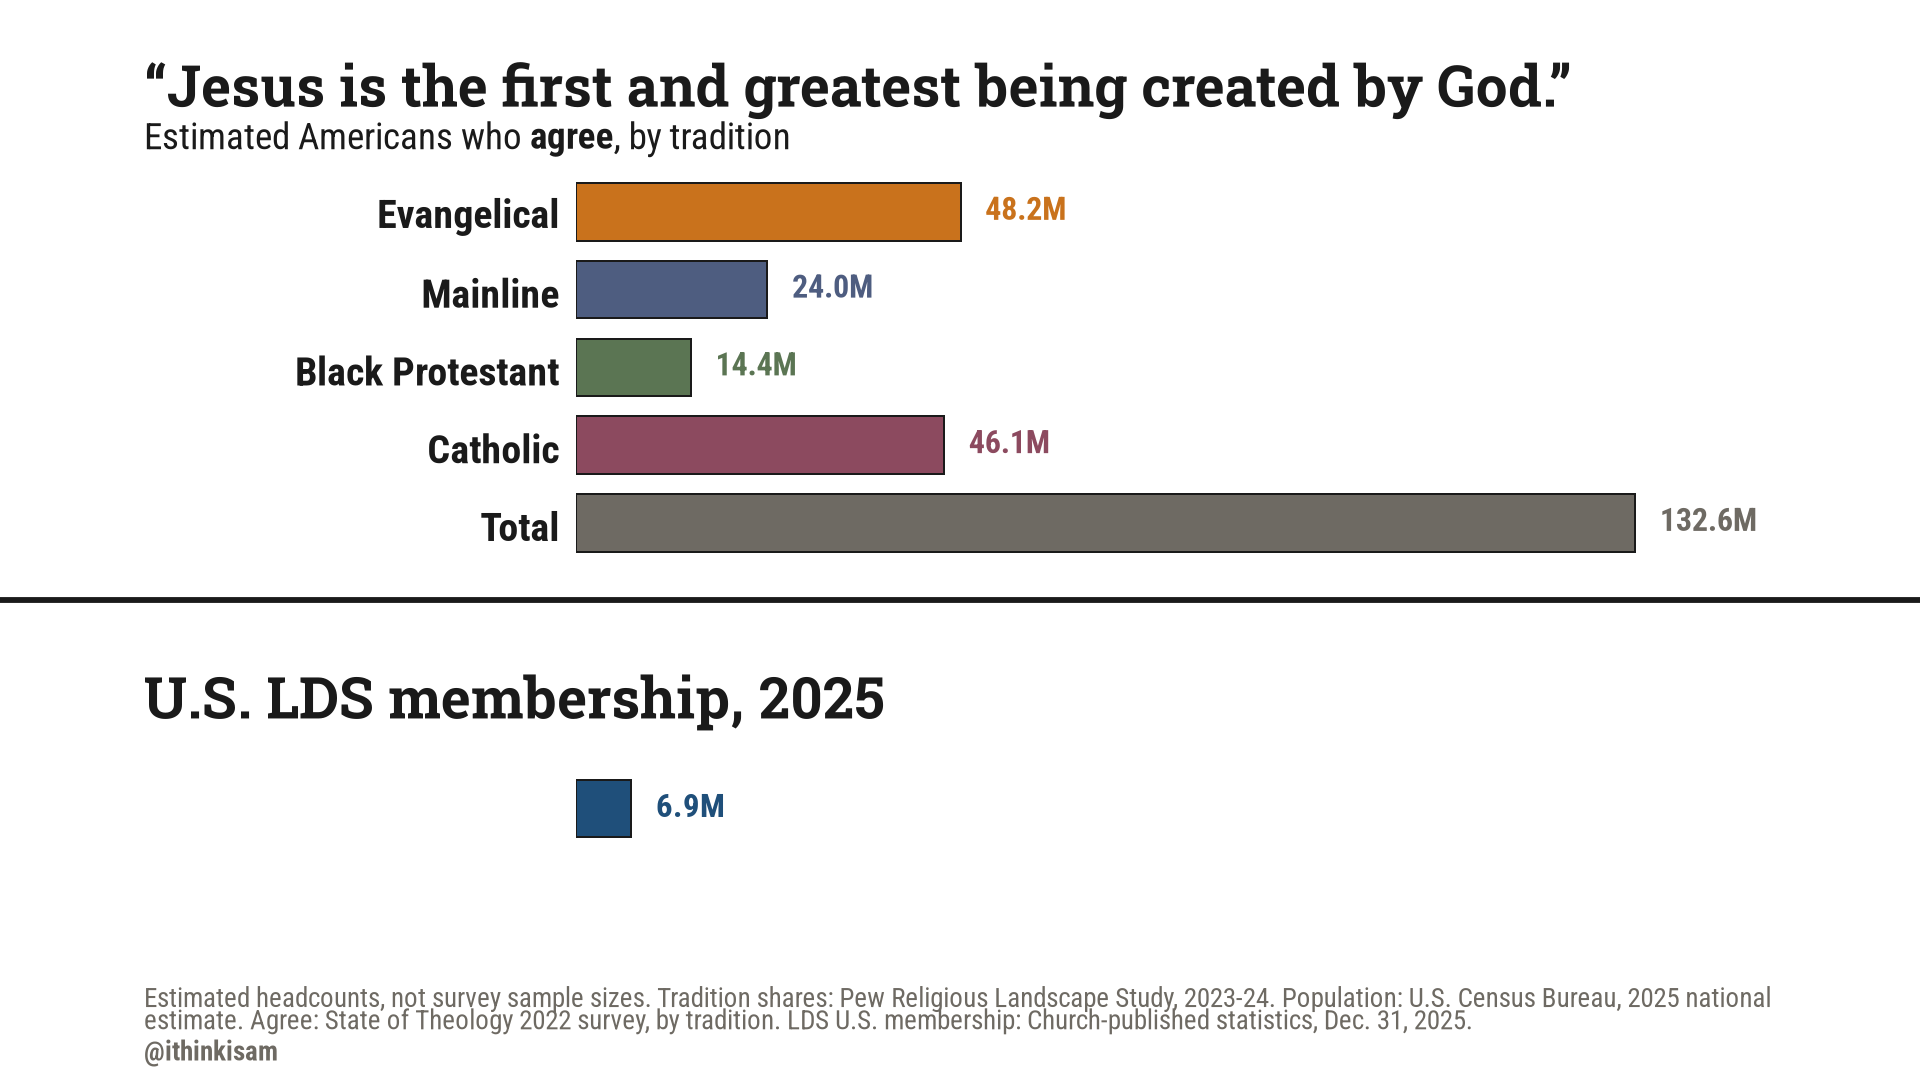 “Jesus is the first and greatest being created by God.”
Estimated Americans who agree, by tradition
Evangelical 48.2M
Mainline 24.0M
Black Protestant 14.4M
Catholic 46.1M
Total 132.6M
U.S. LDS membership, 2025
6.9M
Estimated headcounts, not survey sample sizes. Tradition shares: Pew Religious Landscape Study, 2023-24. Population: U.S. Census Bureau, 2025 national
estimate. Agree: State of Theology 2022 survey, by tradition. LDS U.S. membership: Church-published statistics, Dec. 31, 2025.
@ithinkisam